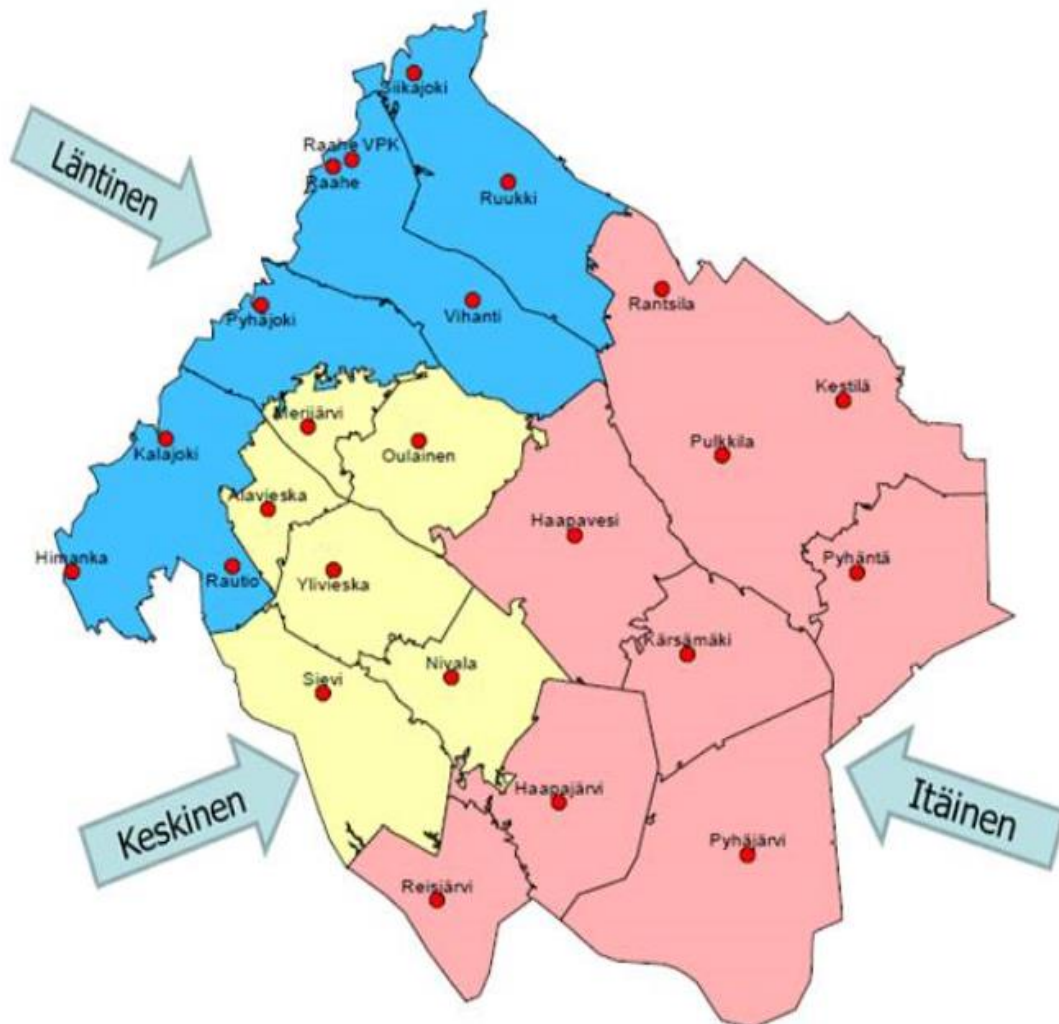 Siikajoki
Raahe VPK
Raahe
Läntinen
Ruukki
Rantsila
Vihanti
Pyhäjoki
Kestilä
Merijärvi
Kalajoki
Oulainen
Pulkkila
Alavieska
Haapavesi
Himanka
Rautio
Ylivieska
Pyhäntä
Kärsämäki
Sievi
Nivala
Haapajärvi
Keskinen
Itäinen
Pyhäjärvi
Reisjärvi